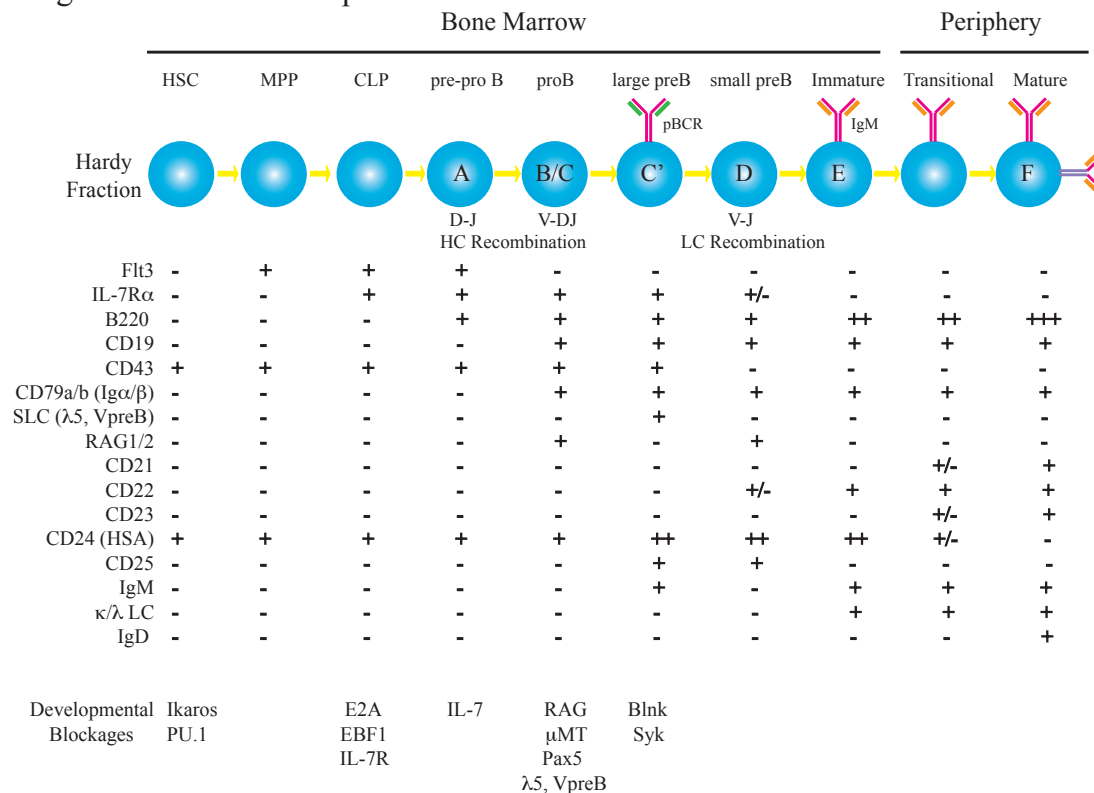 Bone Marrow Periphery
HSC MPP CLP pre-pro B proB large preB small preB Immature Transitional Mature
pBCR IgM
Hardy Fraction A B/C C’ D E F
D-J V-DJ V-J
HC Recombination LC Recombination
Flt3 - + + + - - - - - -
IL-7Rα - - + + + + +/- - - -
B220 - - - + + + + ++ ++ +++
CD19 - - - - + + + + + +
CD43 + + + + + + - - - -
CD79a/b (Igα/β) - - - - + + + + + +
SLC (λ5, VpreB) - - - - - + - - - -
RAG1/2 - - - - + - + - - -
CD21 - - - - - - - - +/- +
CD22 - - - - - - +/- + + +
CD23 - - - - - - - - +/- +
CD24 (HSA) + + + + + ++ ++ ++ +/- -
CD25 - - - - - + + - - -
IgM - - - - - + - + + +
κ/λ LC - - - - - - - + + +
IgD - - - - - - - - - +
Developmental Ikaros E2A IL-7 RAG Blnk
Blockages PU.1 EBF1 μMT Syk
IL-7R Pax5
λ5, VpreB